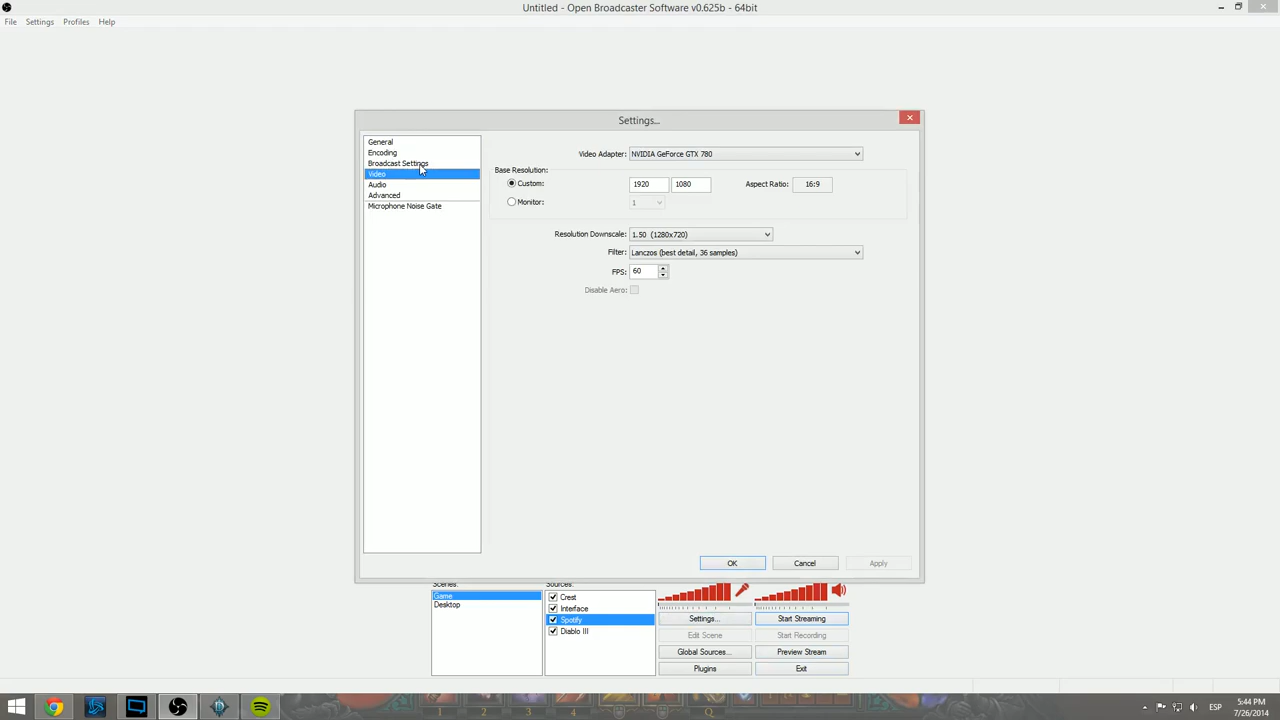 Untitled - Open Broadcaster Software v0.625b - 64bit
File Settings Profiles Help
Settings...
General
Encoding
Broadcast Settings
Video
Audio
Advanced
Microphone Noise Gate
Video Adapter: NVIDIA GeForce GTX 780
Base Resolution:
Custom: 1920 1080 Aspect Ratio: 16:9
Monitor: 1
Resolution Downscale: 1.50 (1280x720)
Filter: Lanczos (best detail, 36 samples)
FPS: 60
Disable Aero:
OK Cancel Apply
Scenes:
Game
Desktop
Sources:
Crest
Interface
Spotify
Diablo III
Settings... Start Streaming
Edit Scene Start Recording
Global Sources... Preview Stream
Plugins Exit
1 2 3 4 Q
ESP
5:44 PM
7/26/2014